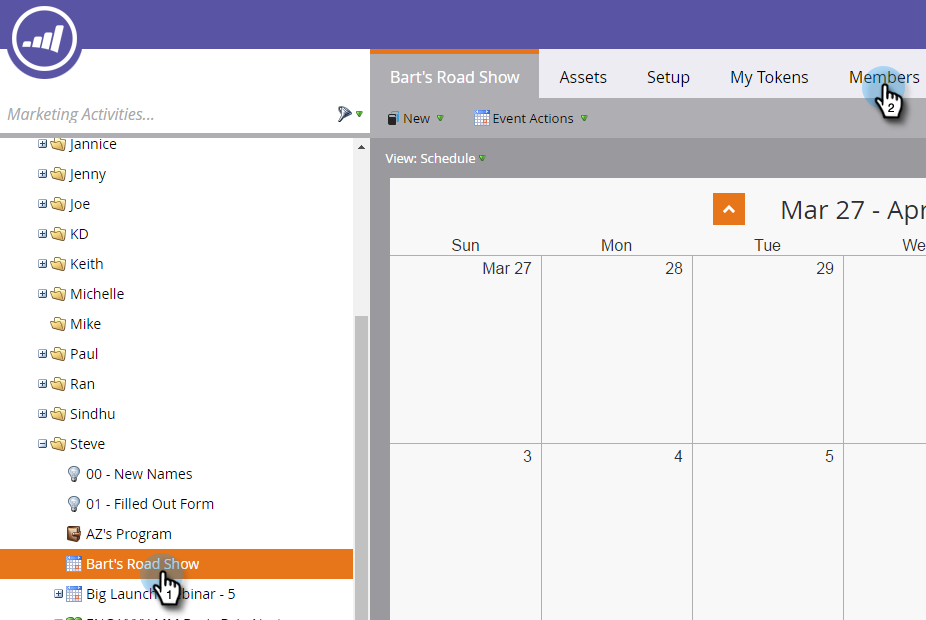 Bart's Road Show Assets Setup My Tokens Members
2
Marketing Activities...
New Event Actions
View: Schedule
Jannice
Jenny
Joe
KD
Keith
Michelle
Mike
Paul
Ran
Sindhu
Steve
00 - New Names
01 - Filled Out Form
AZ's Program
Bart's Road Show
1
Big Launch binar - 5
Mar 27 - Apr
Sun Mon Tue We
Mar 27 28 29
3 4 5